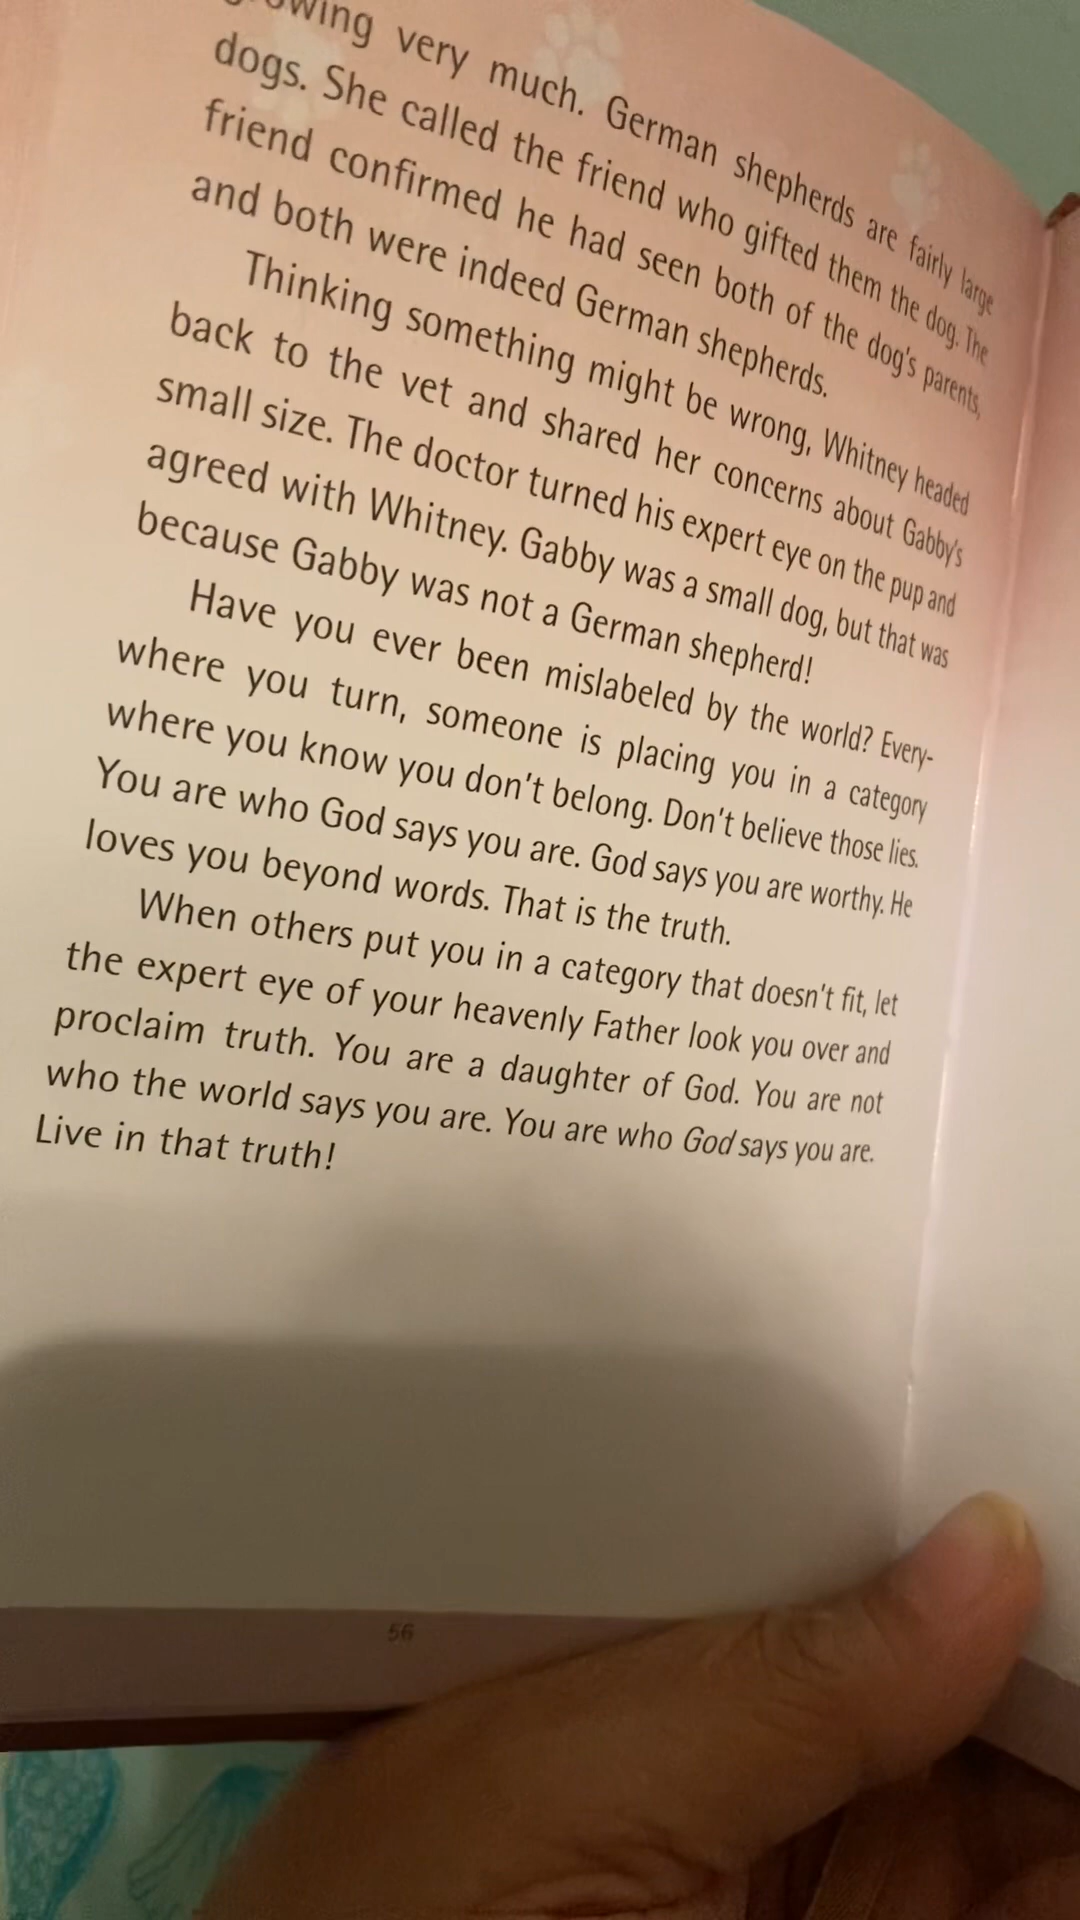 growing very much. German shepherds are fairly large
dogs. She called the friend who gifted them the dog. The
friend confirmed he had seen both of the dog's parents,
and both were indeed German shepherds.
Thinking something might be wrong, Whitney headed
back to the vet and shared her concerns about Gabby's
small size. The doctor turned his expert eye on the pup and
agreed with Whitney. Gabby was a small dog, but that was
because Gabby was not a German shepherd!
Have you ever been mislabeled by the world? Every-
where you turn, someone is placing you in a category
where you know you don't belong. Don't believe those lies.
You are who God says you are. God says you are worthy. He
loves you beyond words. That is the truth.
When others put you in a category that doesn't fit, let
the expert eye of your heavenly Father look you over and
proclaim truth. You are a daughter of God. You are not
who the world says you are. You are who God says you are.
Live in that truth!
56